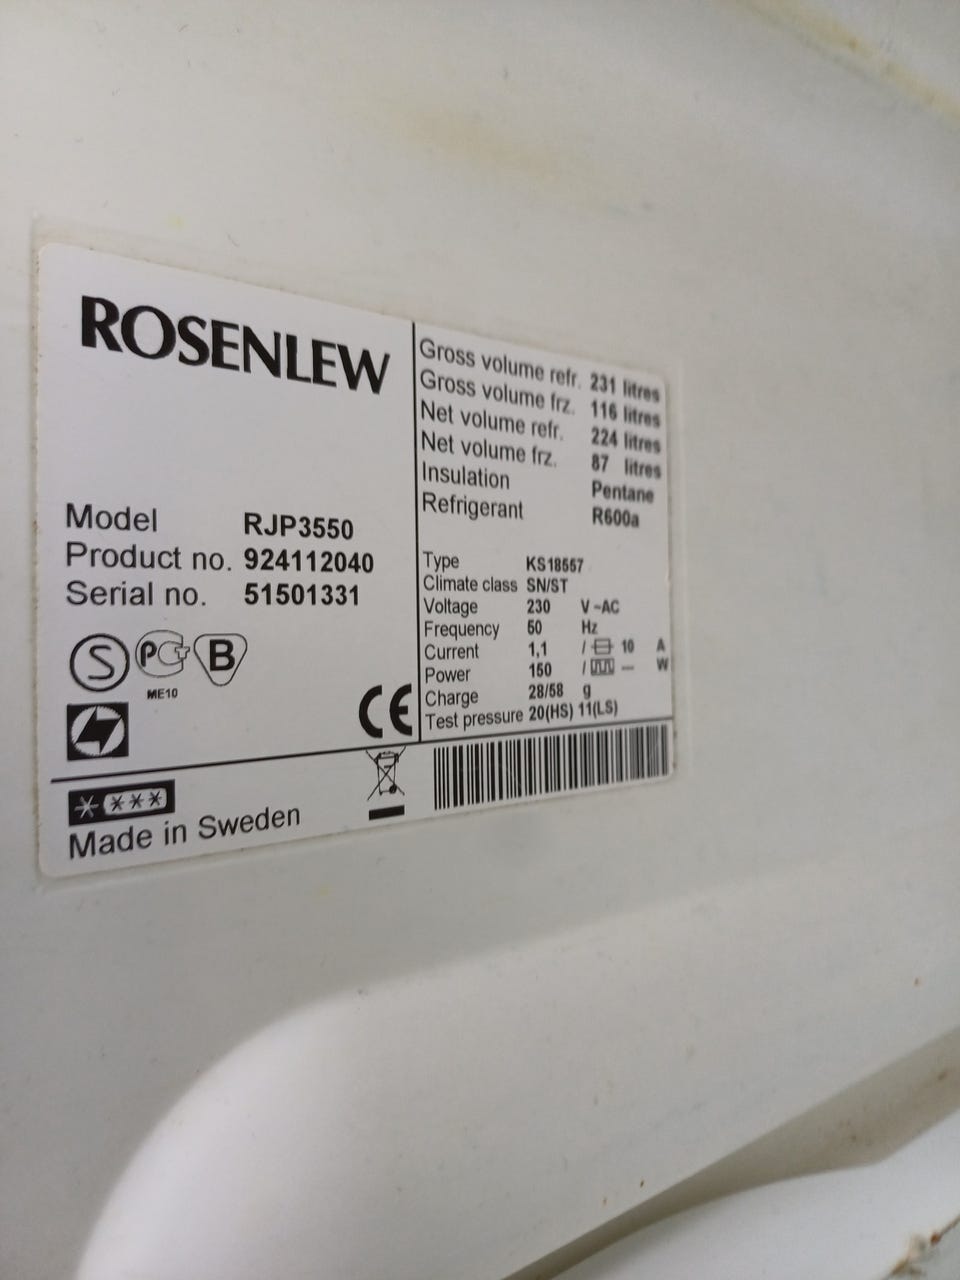 ROSENLEW
Model RJP3550
Product no. 924112040
Serial no. 51501331
S PCT B
ME10
CE
Made in Sweden
Gross volume refr. 231 litres
Gross volume frz. 116 litres
Net volume refr. 224 litres
Net volume frz. 87 litres
Insulation Pentane
Refrigerant R600a
Type KS18557
Climate class SN/ST
Voltage 230 V ~AC
Frequency 50 Hz
Current 1,1 / 10 A
Power 150 / — W
Charge 28/58 g
Test pressure 20(HS) 11(LS)